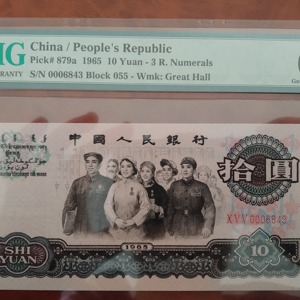 MG
China / People's Republic
Pick# 879a 1965 10 Yuan - 3 R. Numerals
S/N 0006843 Block 055 - Wmk: Great Hall
中國人民銀行
拾圓
XVV 0006843
1965
SHI
YUAN
10